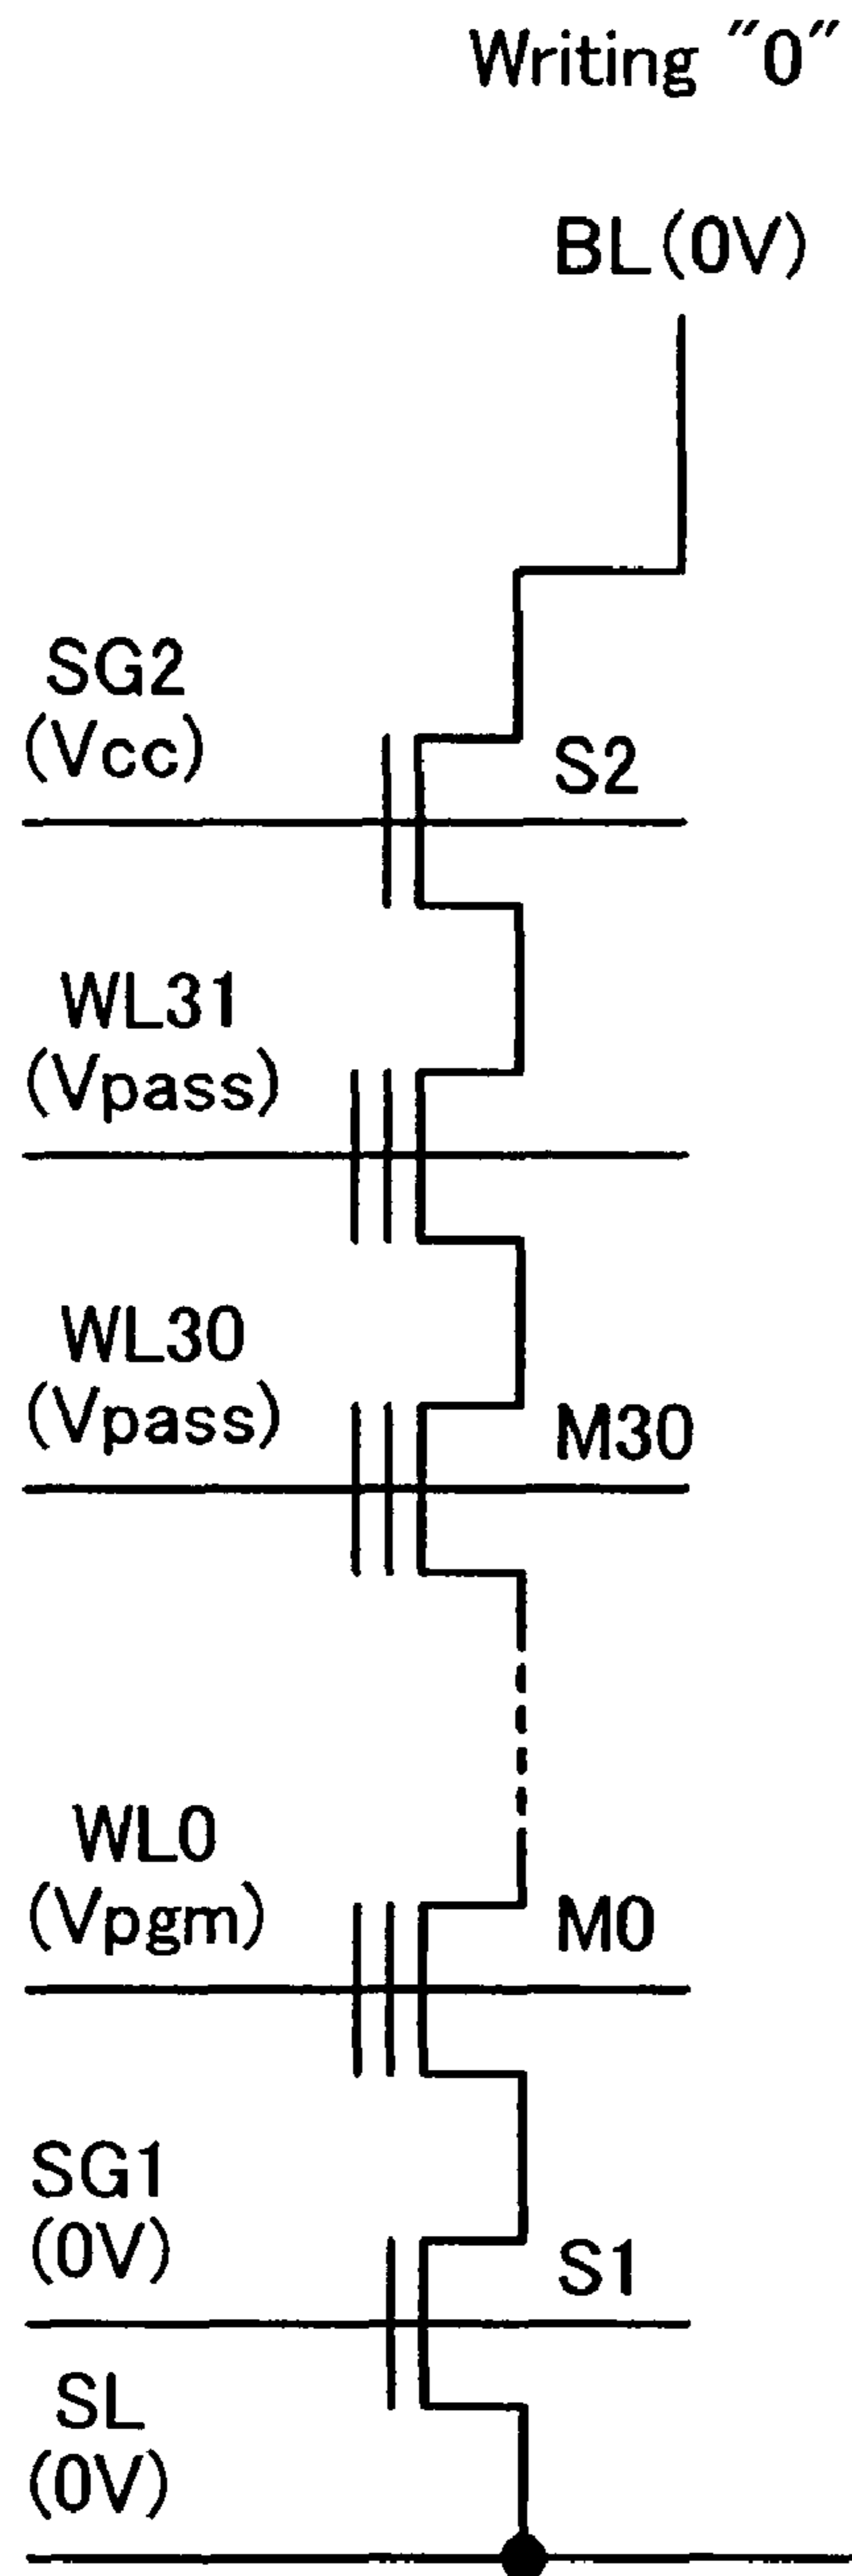 Writing "0"
BL(0V)
SG2
(Vcc)
S2
WL31
(Vpass)
WL30
(Vpass)
M30
WL0
(Vpgm)
M0
SG1
(0V)
S1
SL
(0V)